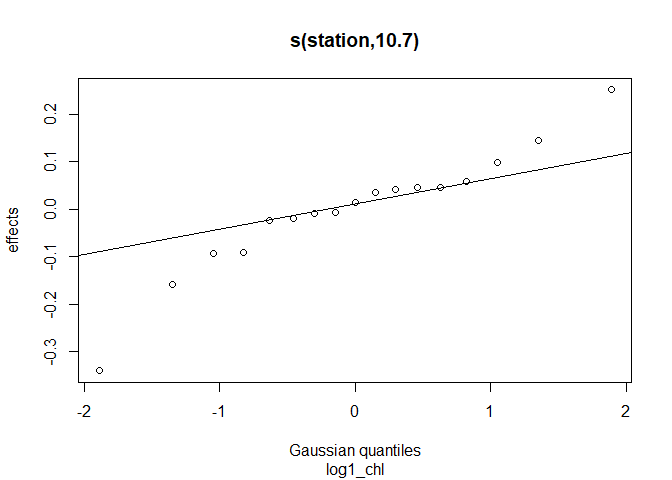 s(station,10.7)
effects
0.2
0.1
0.0
-0.1
-0.2
-0.3
-2
-1
0
1
2
Gaussian quantiles
log1_chl